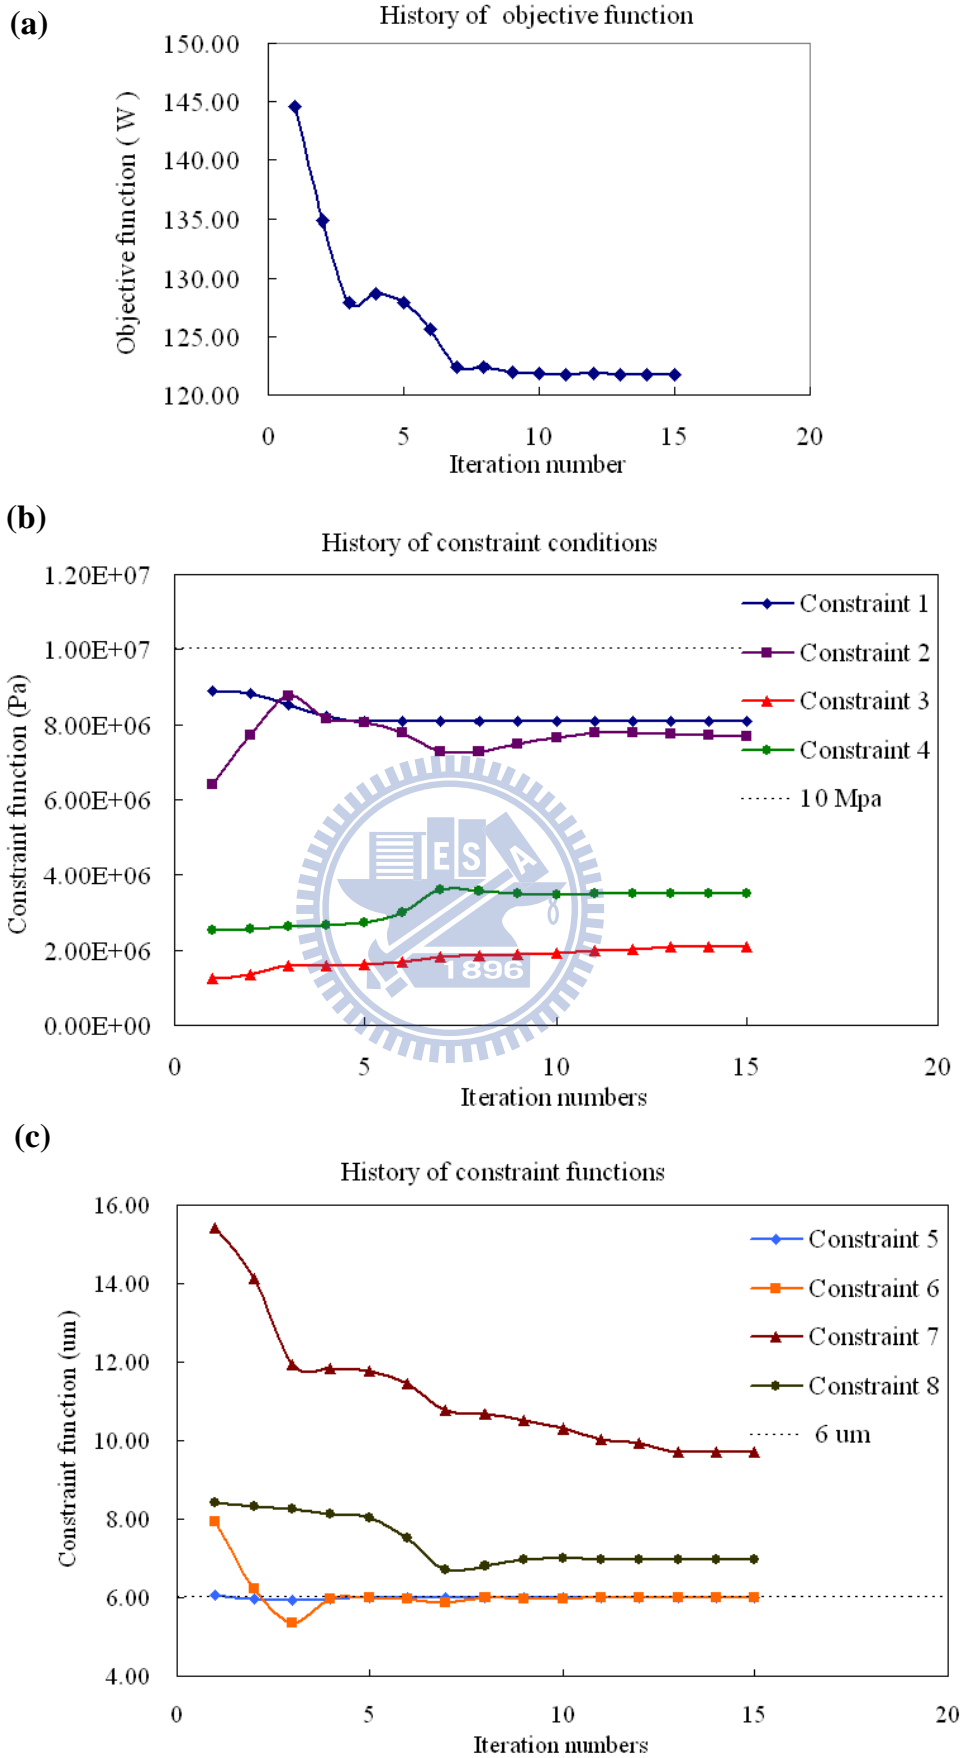 (a)
History of objective function
150.00
145.00
140.00
135.00
130.00
125.00
120.00
Objective function ( W )
0 5 10 15 20
Iteration number
(b)
History of constraint conditions
1.20E+07
1.00E+07
8.00E+06
6.00E+06
4.00E+06
2.00E+06
0.00E+00
Constraint function (Pa)
Constraint 1
Constraint 2
Constraint 3
Constraint 4
10 Mpa
E S A
1896
0 5 10 15 20
Iteration numbers
(c)
History of constraint functions
16.00
14.00
12.00
10.00
8.00
6.00
4.00
Constraint function (um)
Constraint 5
Constraint 6
Constraint 7
Constraint 8
6 um
0 5 10 15 20
Iteration numbers